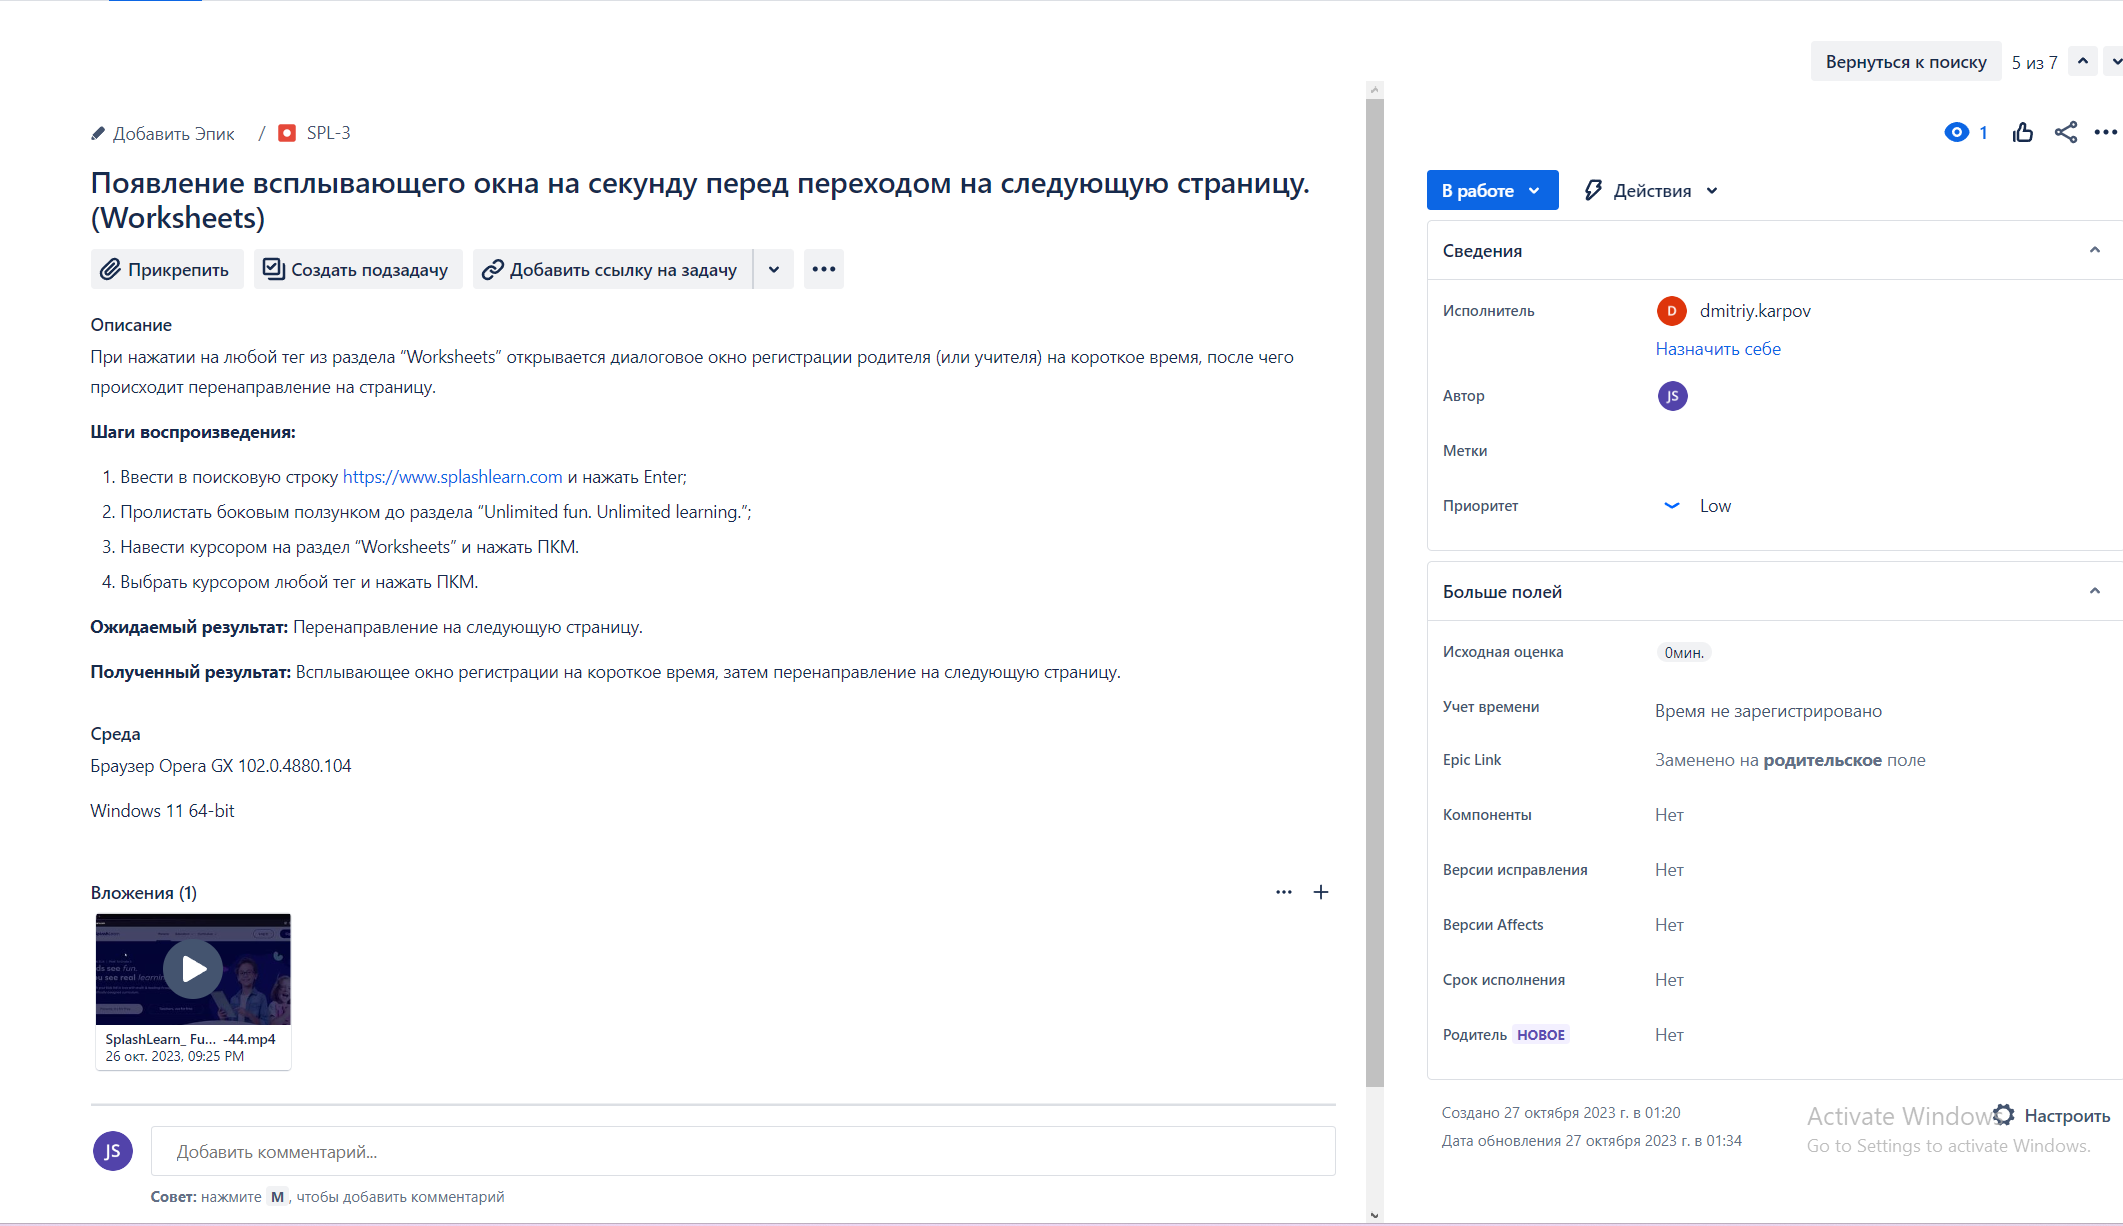 Вернуться к поиску 5 из 7
Добавить Эпик / SPL-3
1
Появление всплывающего окна на секунду перед переходом на следующую страницу.
(Worksheets)
Прикрепить Создать подзадачу Добавить ссылку на задачу
Описание
При нажатии на любой тег из раздела “Worksheets” открывается диалоговое окно регистрации родителя (или учителя) на короткое время, после чего
происходит перенаправление на страницу.
Шаги воспроизведения:
1. Ввести в поисковую строку https://www.splashlearn.com и нажать Enter;
2. Пролистать боковым ползунком до раздела “Unlimited fun. Unlimited learning.”;
3. Навести курсором на раздел “Worksheets” и нажать ПКМ.
4. Выбрать курсором любой тег и нажать ПКМ.
Ожидаемый результат: Перенаправление на следующую страницу.
Полученный результат: Всплывающее окно регистрации на короткое время, затем перенаправление на следующую страницу.
Среда
Браузер Opera GX 102.0.4880.104
Windows 11 64-bit
Вложения (1)
ds see fun.
u see real learnin
SplashLearn_ Fu... -44.mp4
26 окт. 2023, 09:25 PM
JS Добавить комментарий...
Совет: нажмите M , чтобы добавить комментарий
В работе Действия
Сведения
Исполнитель D dmitriy.karpov
Назначить себе
Автор JS
Метки
Приоритет Low
Больше полей
Исходная оценка 0мин.
Учет времени Время не зарегистрировано
Epic Link Заменено на родительское поле
Компоненты Нет
Версии исправления Нет
Версии Affects Нет
Срок исполнения Нет
Родитель НОВОЕ Нет
Создано 27 октября 2023 г. в 01:20
Дата обновления 27 октября 2023 г. в 01:34
Настроить
Activate Windows
Go to Settings to activate Windows.